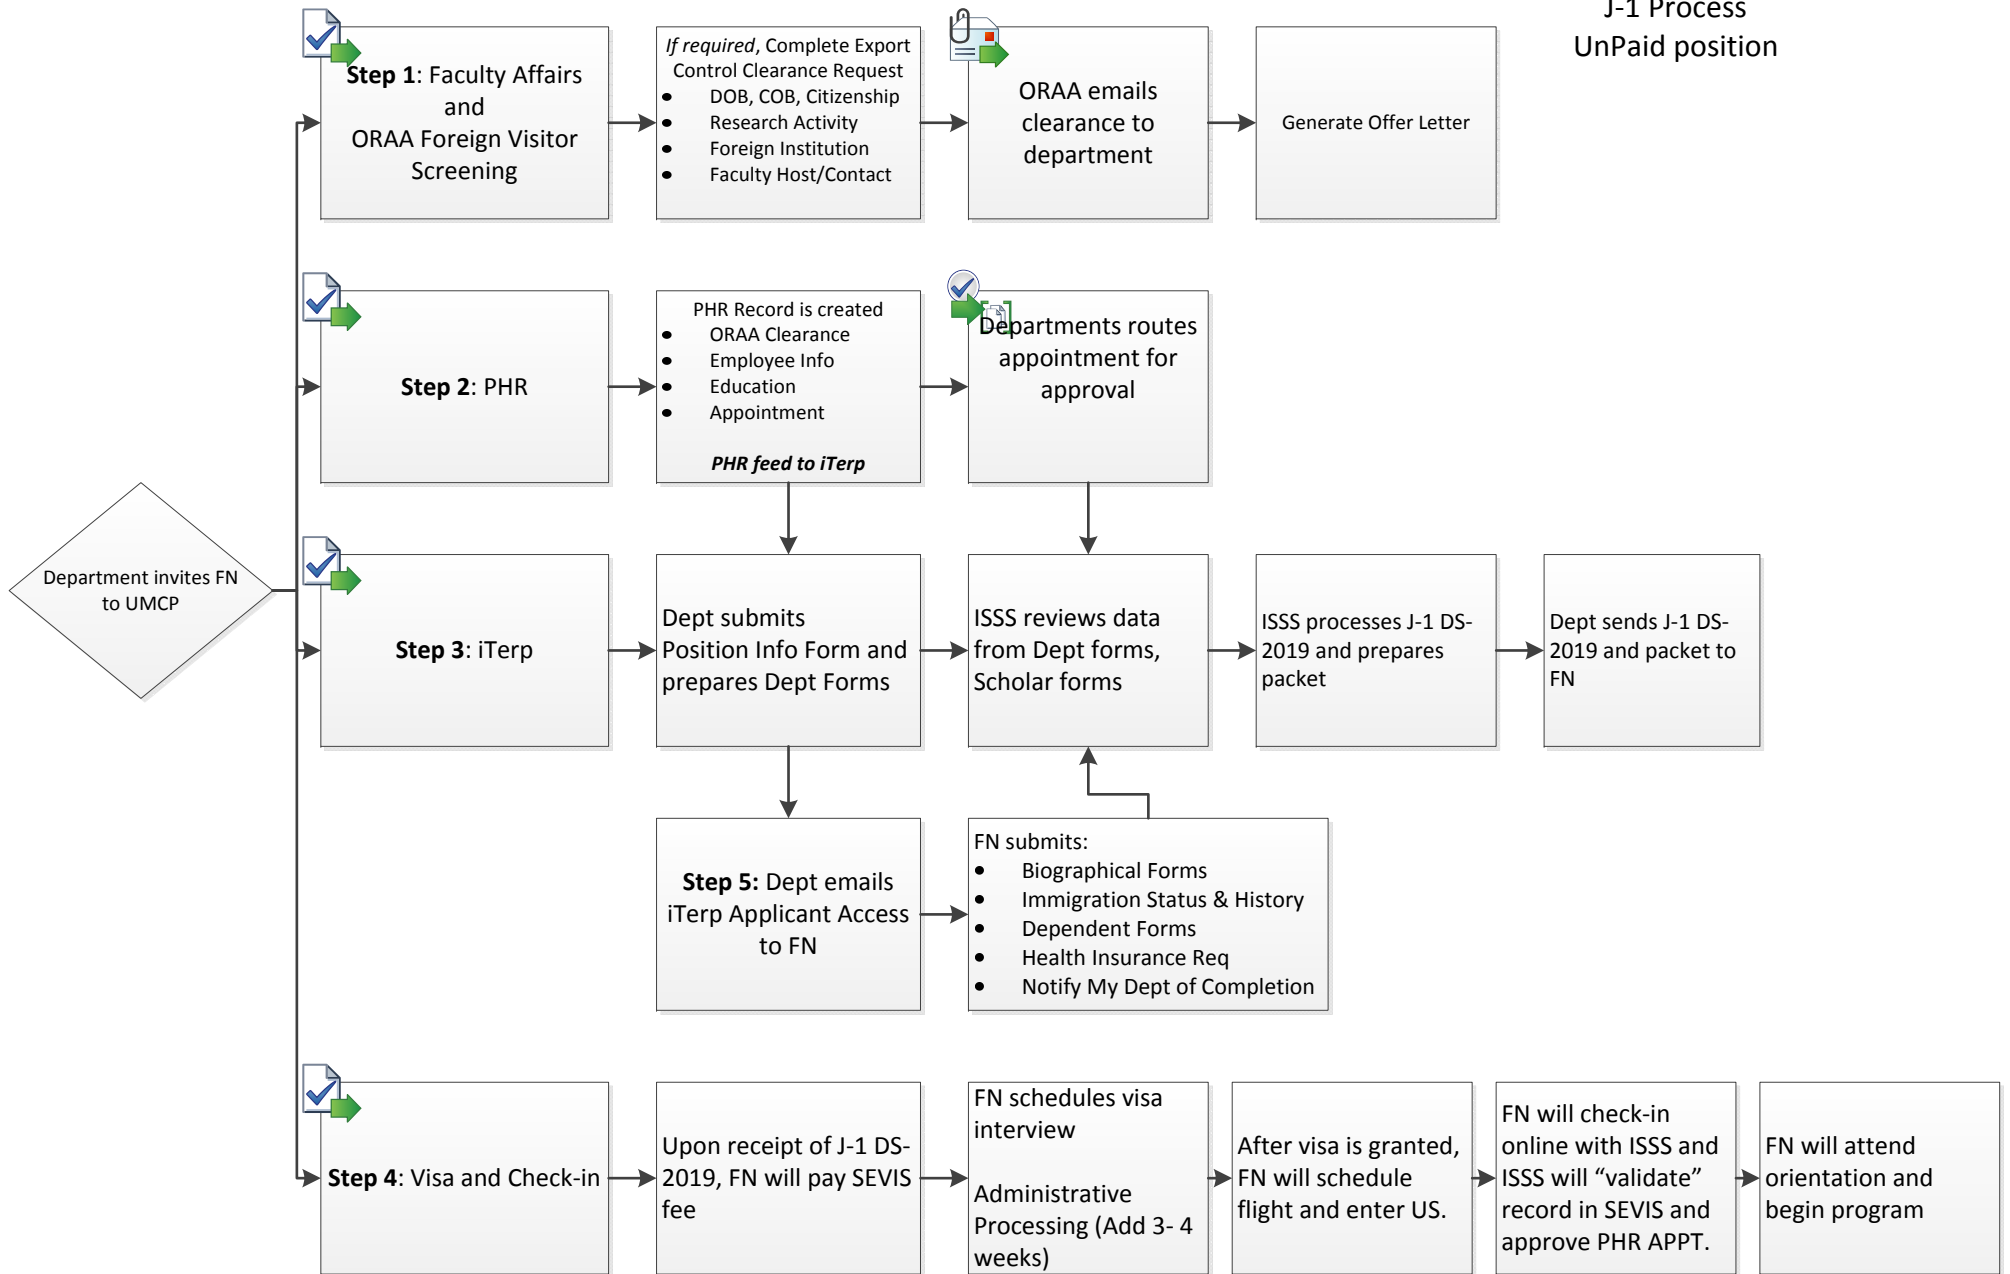 J-1 Process
UnPaid position
Step 1: Faculty Affairs
and
ORAA Foreign Visitor
Screening
If required, Complete Export
Control Clearance Request
• DOB, COB, Citizenship
• Research Activity
• Foreign Institution
• Faculty Host/Contact
ORAA emails
clearance to
department
Generate Offer Letter
Step 2: PHR
PHR Record is created
• ORAA Clearance
• Employee Info
• Education
• Appointment
PHR feed to iTerp
Departments routes
appointment for
approval
Department invites FN
to UMCP
Step 3: iTerp
Dept submits
Position Info Form and
prepares Dept Forms
ISSS reviews data
from Dept forms,
Scholar forms
ISSS processes J-1 DS-
2019 and prepares
packet
Dept sends J-1 DS-
2019 and packet to
FN
Step 5: Dept emails
iTerp Applicant Access
to FN
FN submits:
• Biographical Forms
• Immigration Status & History
• Dependent Forms
• Health Insurance Req
• Notify My Dept of Completion
Step 4: Visa and Check-in
Upon receipt of J-1 DS-
2019, FN will pay SEVIS
fee
FN schedules visa
interview
Administrative
Processing (Add 3- 4
weeks)
After visa is granted,
FN will schedule
flight and enter US.
FN will check-in
online with ISSS and
ISSS will “validate”
record in SEVIS and
approve PHR APPT.
FN will attend
orientation and
begin program